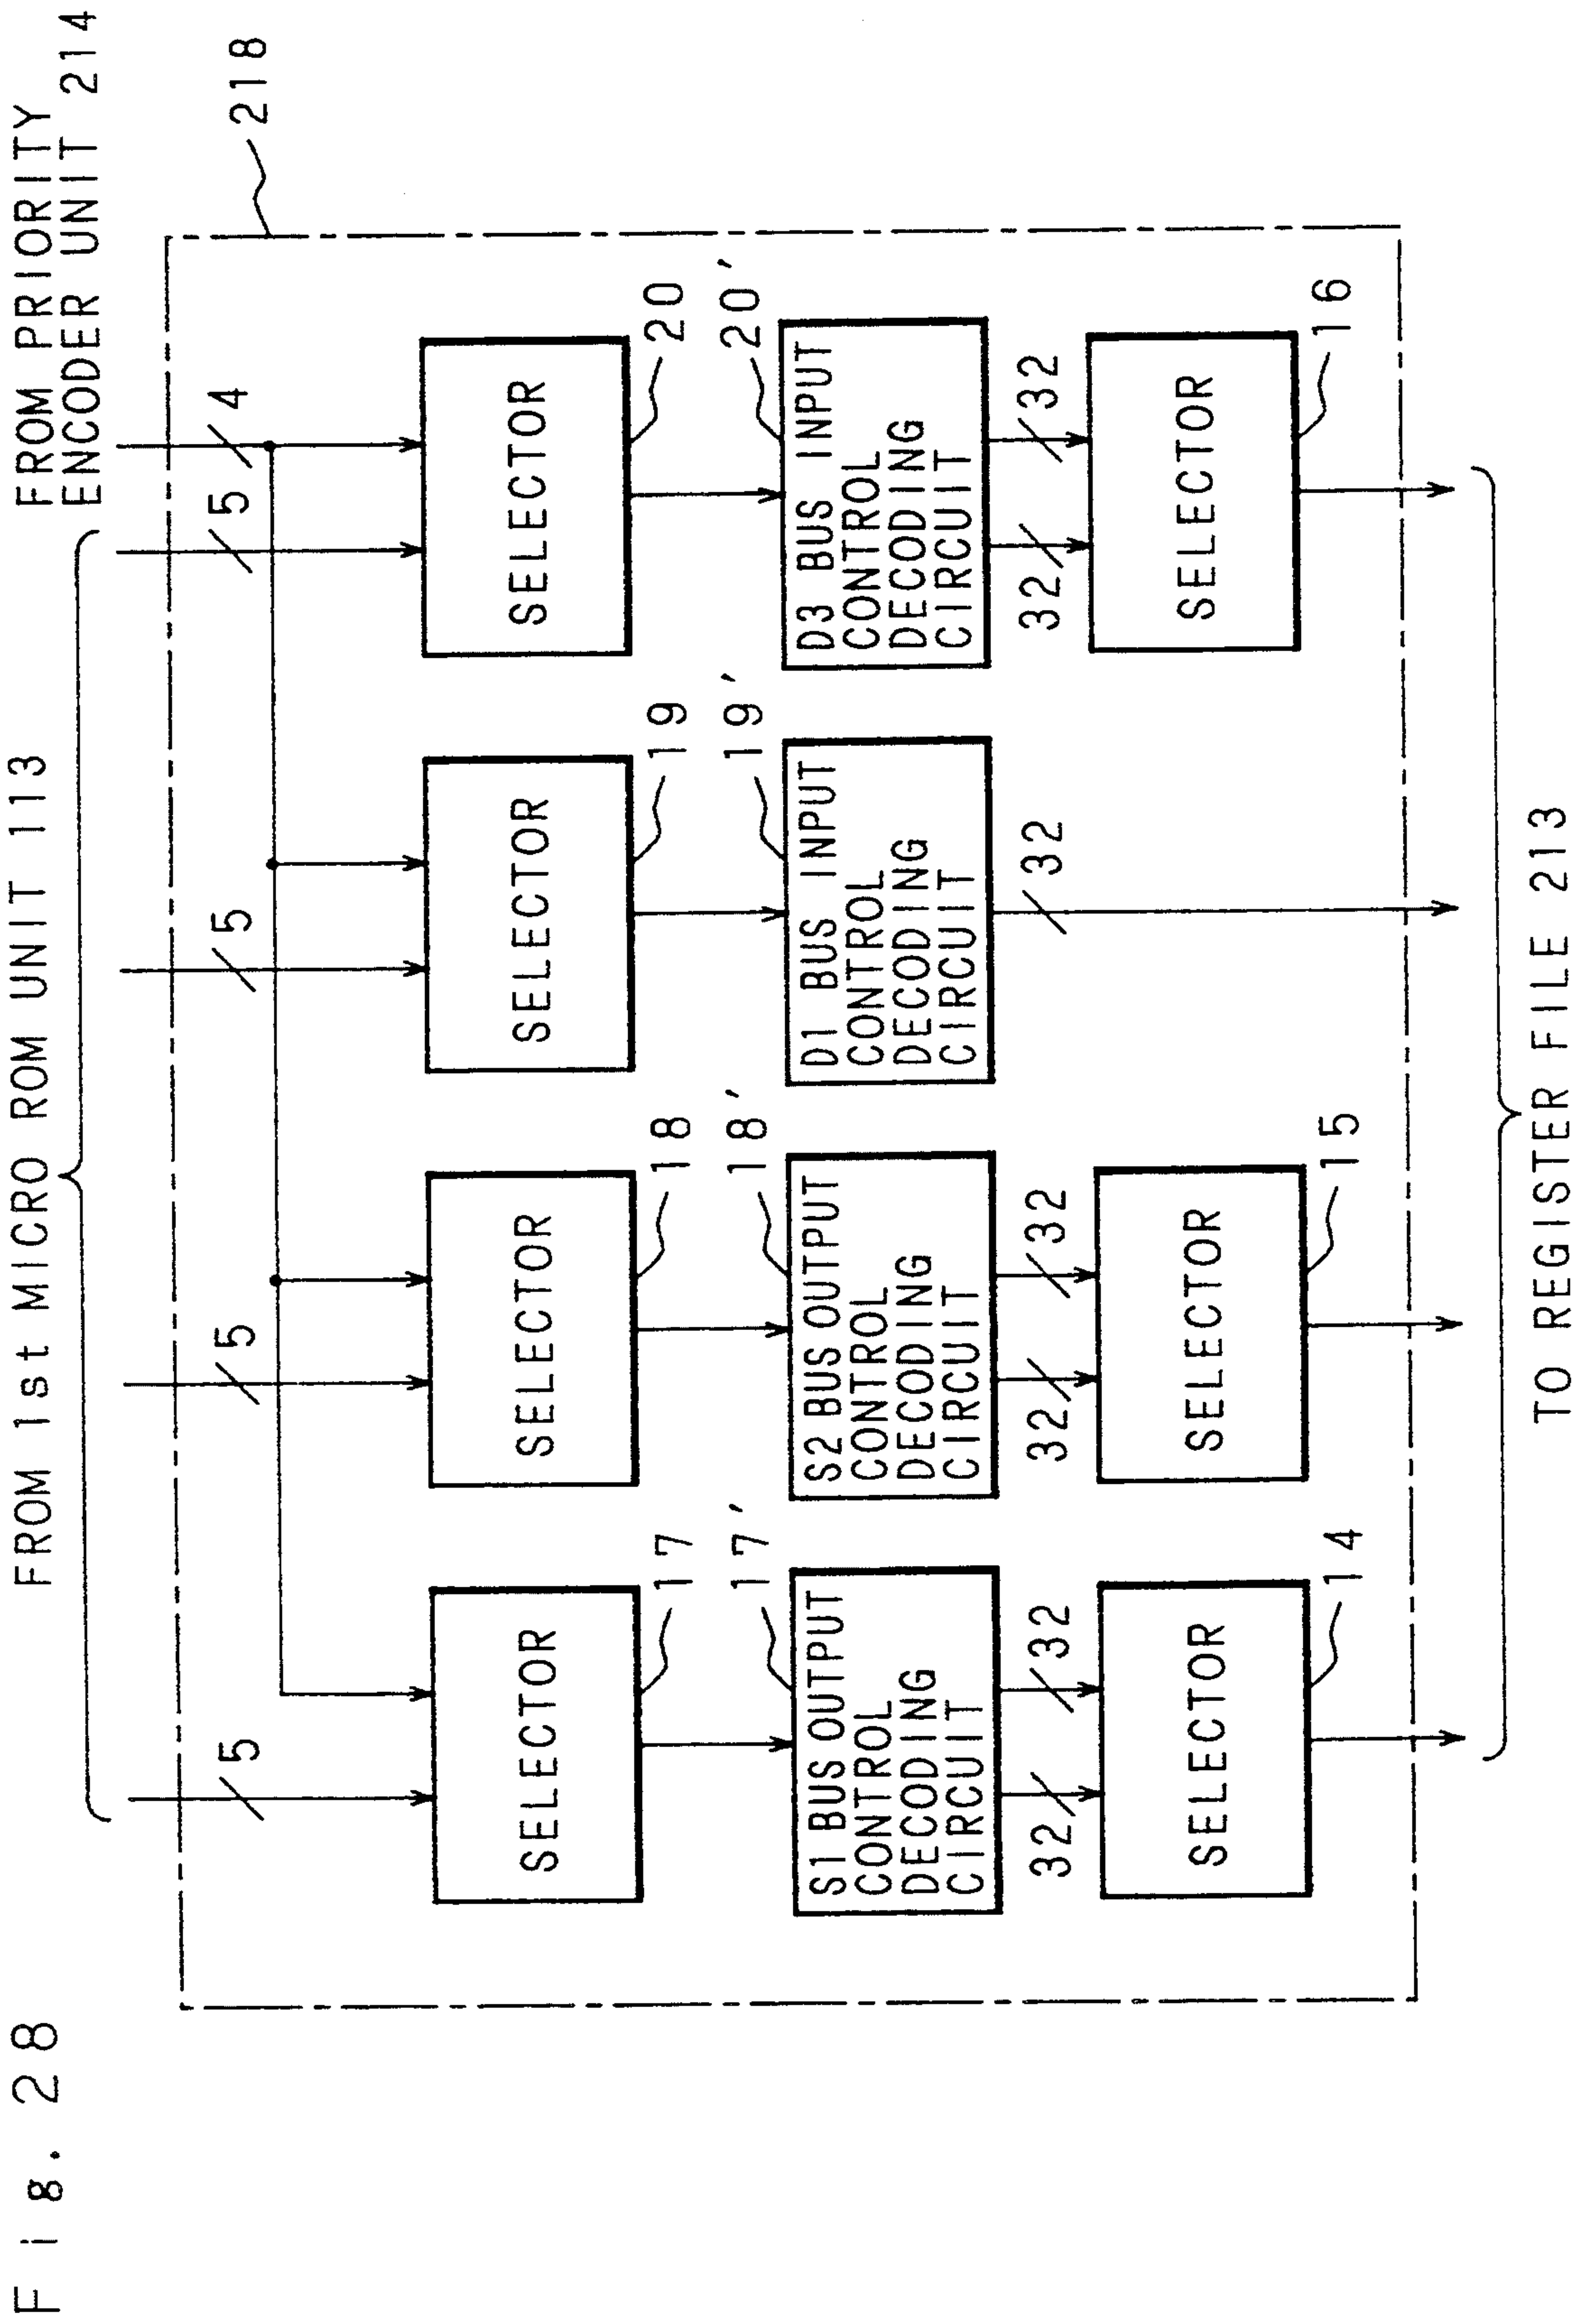 Fig. 28
FROM 1st MICRO ROM UNIT 113
FROM PRIORITY
ENCODER UNIT 214
218
5
5
5
5
4
SELECTOR
SELECTOR
SELECTOR
SELECTOR
17
18
19
20
17'
18'
19'
20'
S1 BUS OUTPUT
CONTROL
DECODING
CIRCUIT
S2 BUS OUTPUT
CONTROL
DECODING
CIRCUIT
D1 BUS INPUT
CONTROL
DECODING
CIRCUIT
D3 BUS INPUT
CONTROL
DECODING
CIRCUIT
32
32
32
32
32
32
32
SELECTOR
SELECTOR
SELECTOR
14
15
16
TO REGISTER FILE 213